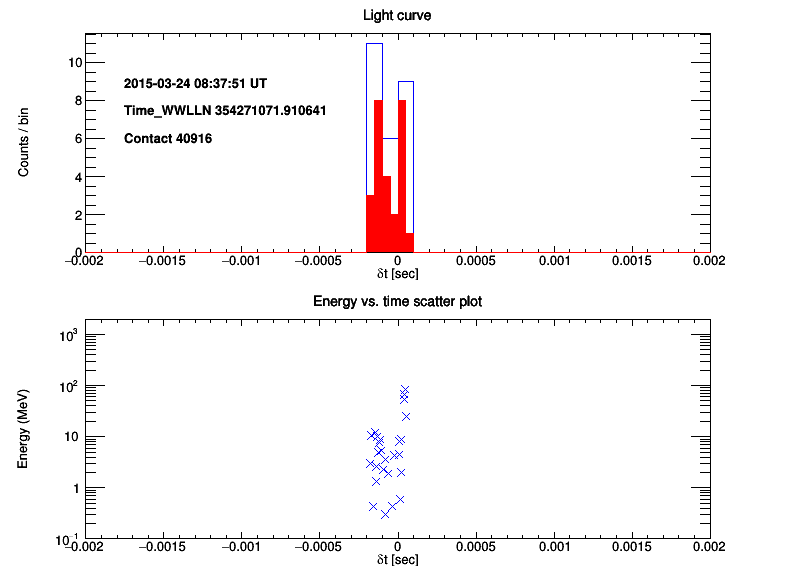 Light curve
Counts / bin
10
8
6
4
2
0
2015-03-24 08:37:51 UT
Time_WWLLN 354271071.910641
Contact 40916
−0.002 −0.0015 −0.001 −0.0005 0 0.0005 0.001 0.0015 0.002
δt [sec]
Energy vs. time scatter plot
Energy (MeV)
10³
10²
10
1
10⁻¹
−0.002 −0.0015 −0.001 −0.0005 0 0.0005 0.001 0.0015 0.002
δt [sec]